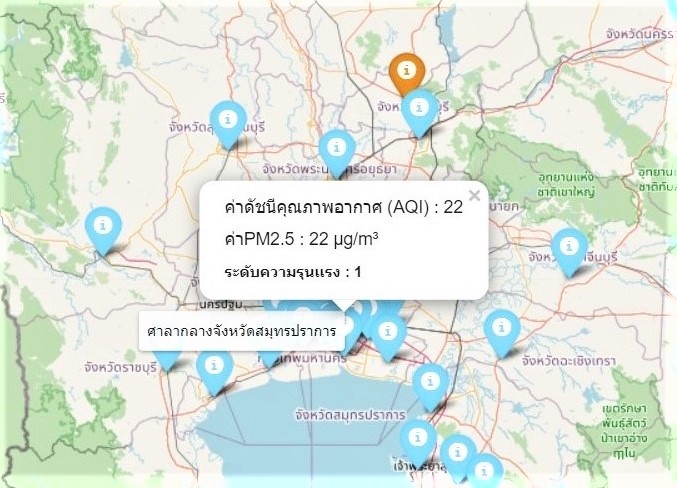 จังหวัดนครร
จังหวั
บุรี
จังหวัดสุ
นบุรี
จังหวัดพระน
ศรีอยุธยา
อุทยานแห่ง
ชาติเขาใหญ่
อุทยานแห่
ชาติทับ
×
ค่าดัชนีคุณภาพอากาศ (AQI) : 22
ค่าPM2.5 : 22 µg/m³
ระดับความรุนแรง : 1
ายก
จีนบุรี
นครปฐม
ศาลากลางจังหวัดสมุทรปราการ
ทพมหานคร
จังหวัดราชบุรี
จังหวัดฉะเชิงเทรา
จังหวัดสมุทรปราการ
เขตรักษา
พันธุ์สัตว์
ป่าเขาอ่าง
ฤๅไน
เจ้าพระยาสุ